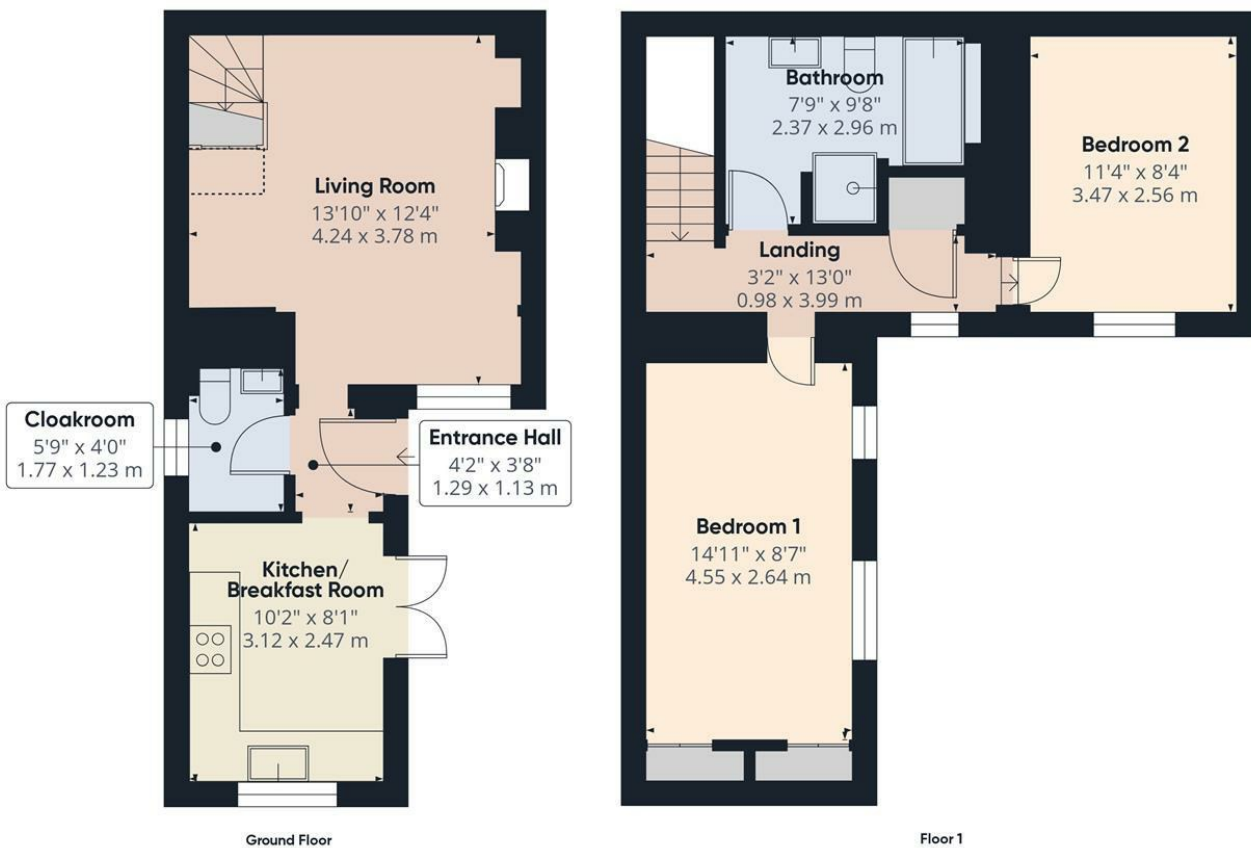 Living Room
13'10" x 12'4"
4.24 x 3.78 m
Cloakroom
5'9" x 4'0"
1.77 x 1.23 m
Entrance Hall
4'2" x 3'8"
1.29 x 1.13 m
Kitchen/
Breakfast Room
10'2" x 8'1"
3.12 x 2.47 m
Ground Floor
Bathroom
7'9" x 9'8"
2.37 x 2.96 m
Bedroom 2
11'4" x 8'4"
3.47 x 2.56 m
Landing
3'2" x 13'0"
0.98 x 3.99 m
Bedroom 1
14'11" x 8'7"
4.55 x 2.64 m
Floor 1